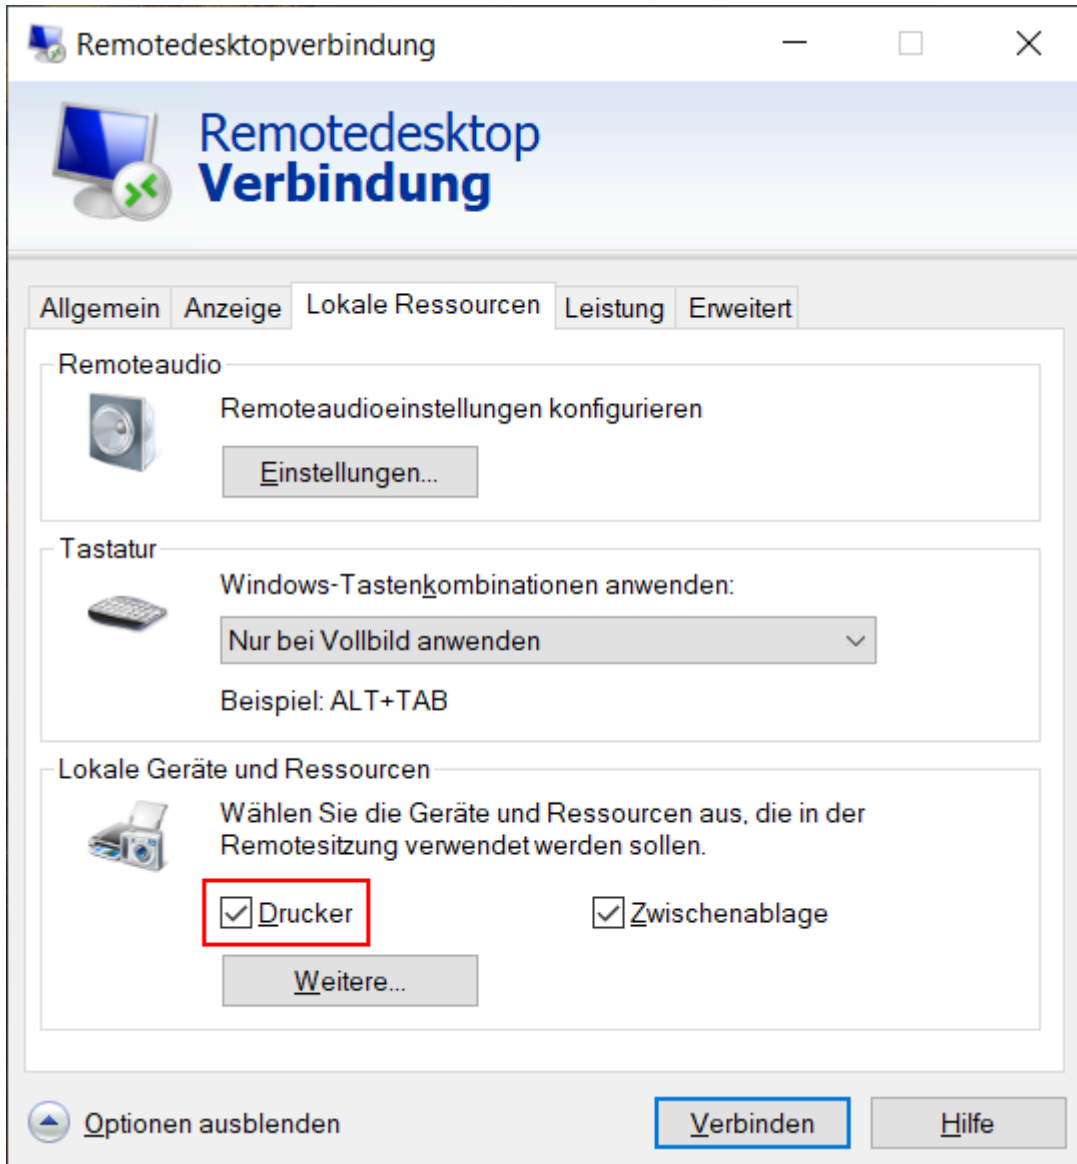 Remotedesktopverbindung
Remotedesktop
Verbindung
Allgemein Anzeige Lokale Ressourcen Leistung Erweitert
Remoteaudio
Remoteaudioeinstellungen konfigurieren
Einstellungen...
Tastatur
Windows-Tastenkombinationen anwenden:
Nur bei Vollbild anwenden
Beispiel: ALT+TAB
Lokale Geräte und Ressourcen
Wählen Sie die Geräte und Ressourcen aus, die in der
Remotesitzung verwendet werden sollen.
Drucker Zwischenablage
Weitere...
Optionen ausblenden Verbinden Hilfe